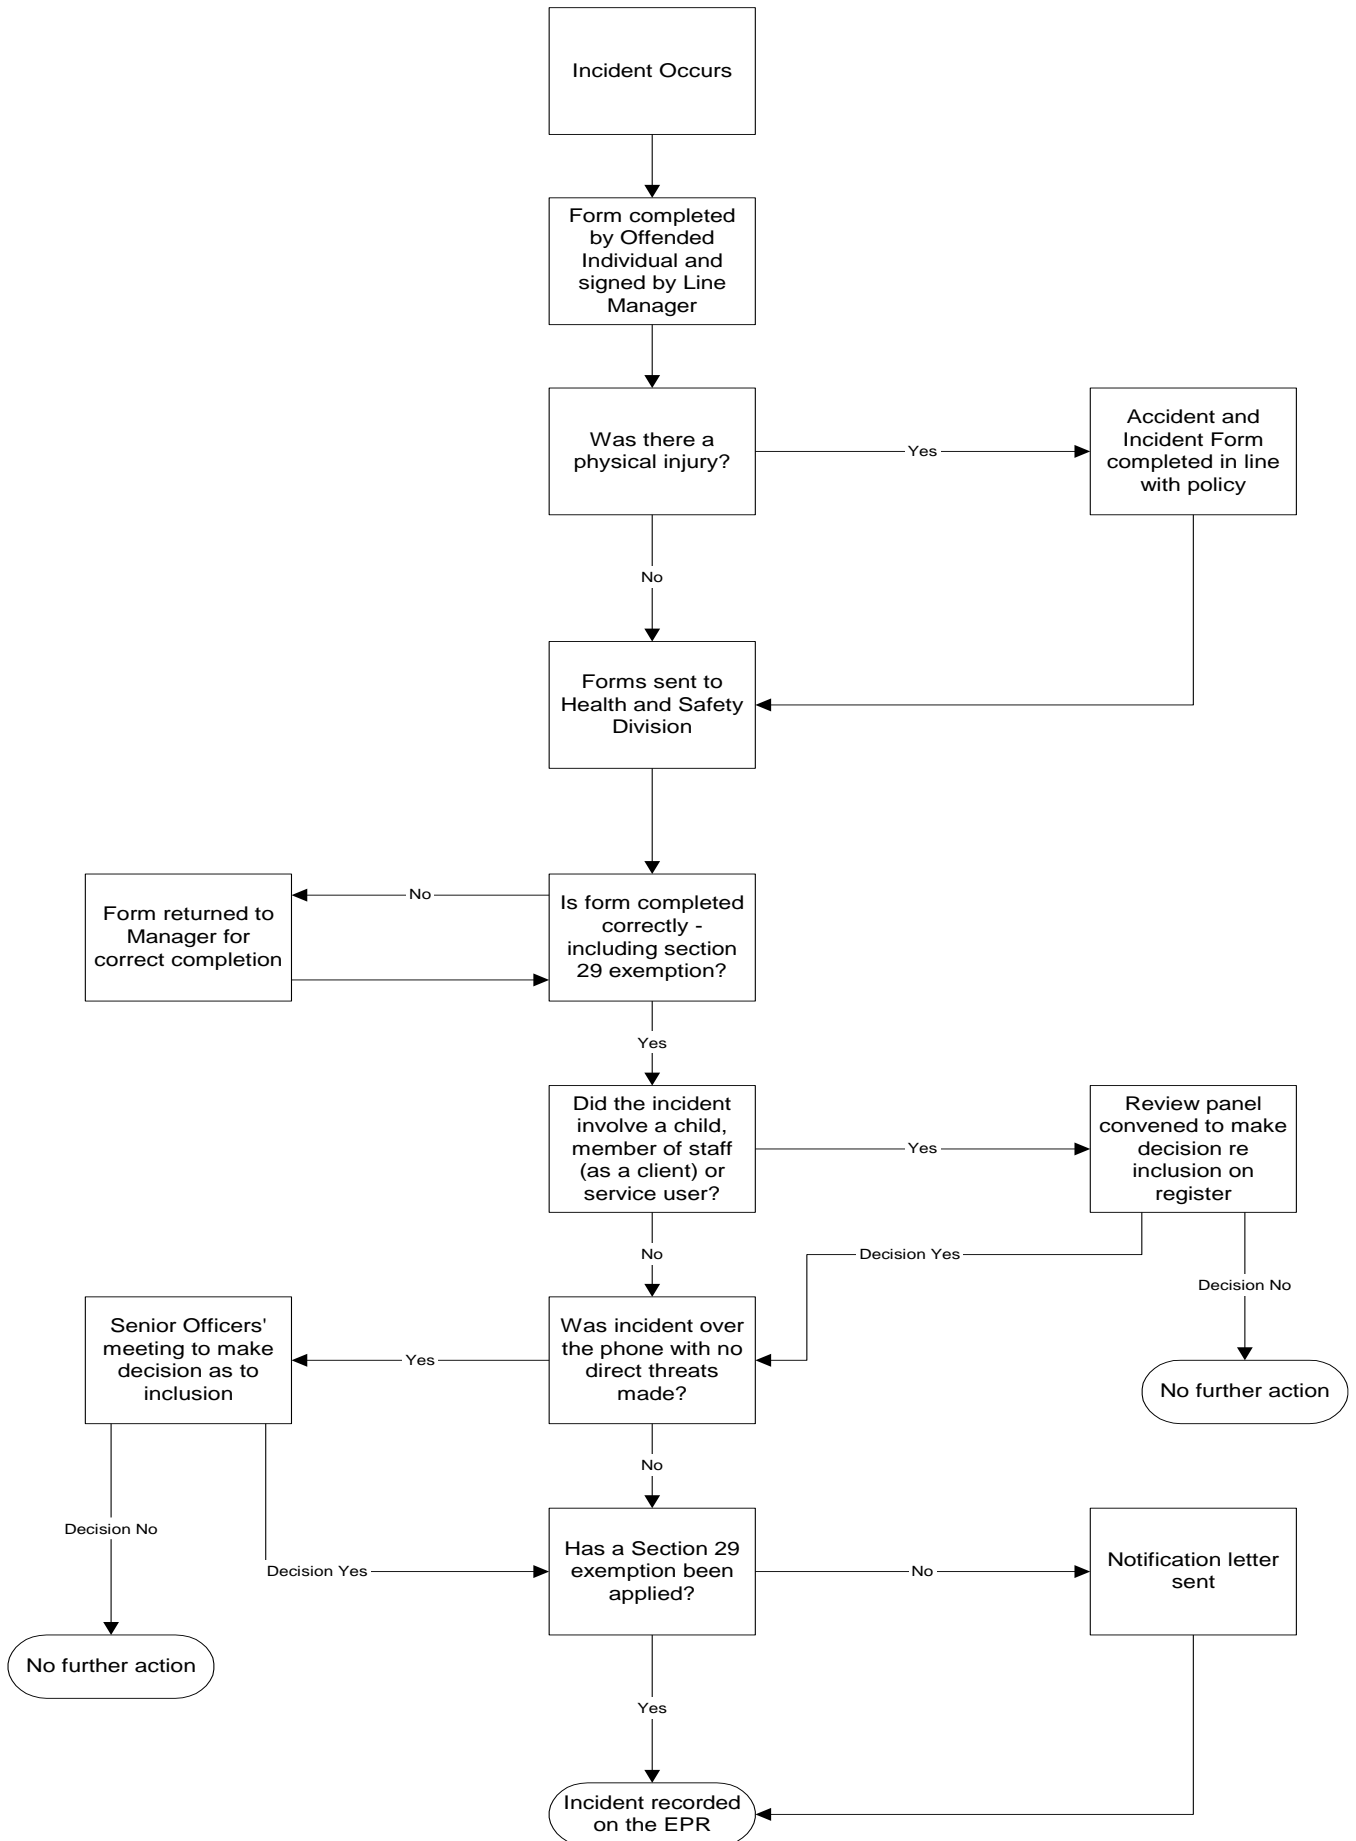 Incident Occurs
Form completed
by Offended
Individual and
signed by Line
Manager
Was there a
physical injury?
Yes
Accident and
Incident Form
completed in line
with policy
No
Forms sent to
Health and Safety
Division
Form returned to
Manager for
correct completion
No
Is form completed
correctly -
including section
29 exemption?
Yes
Did the incident
involve a child,
member of staff
(as a client) or
service user?
Yes
Review panel
convened to make
decision re
inclusion on
register
No
Decision Yes
Decision No
Senior Officers'
meeting to make
decision as to
inclusion
Yes
Was incident over
the phone with no
direct threats
made?
No further action
No
Decision No
Decision Yes
Has a Section 29
exemption been
applied?
No
Notification letter
sent
No further action
Yes
Incident recorded
on the EPR